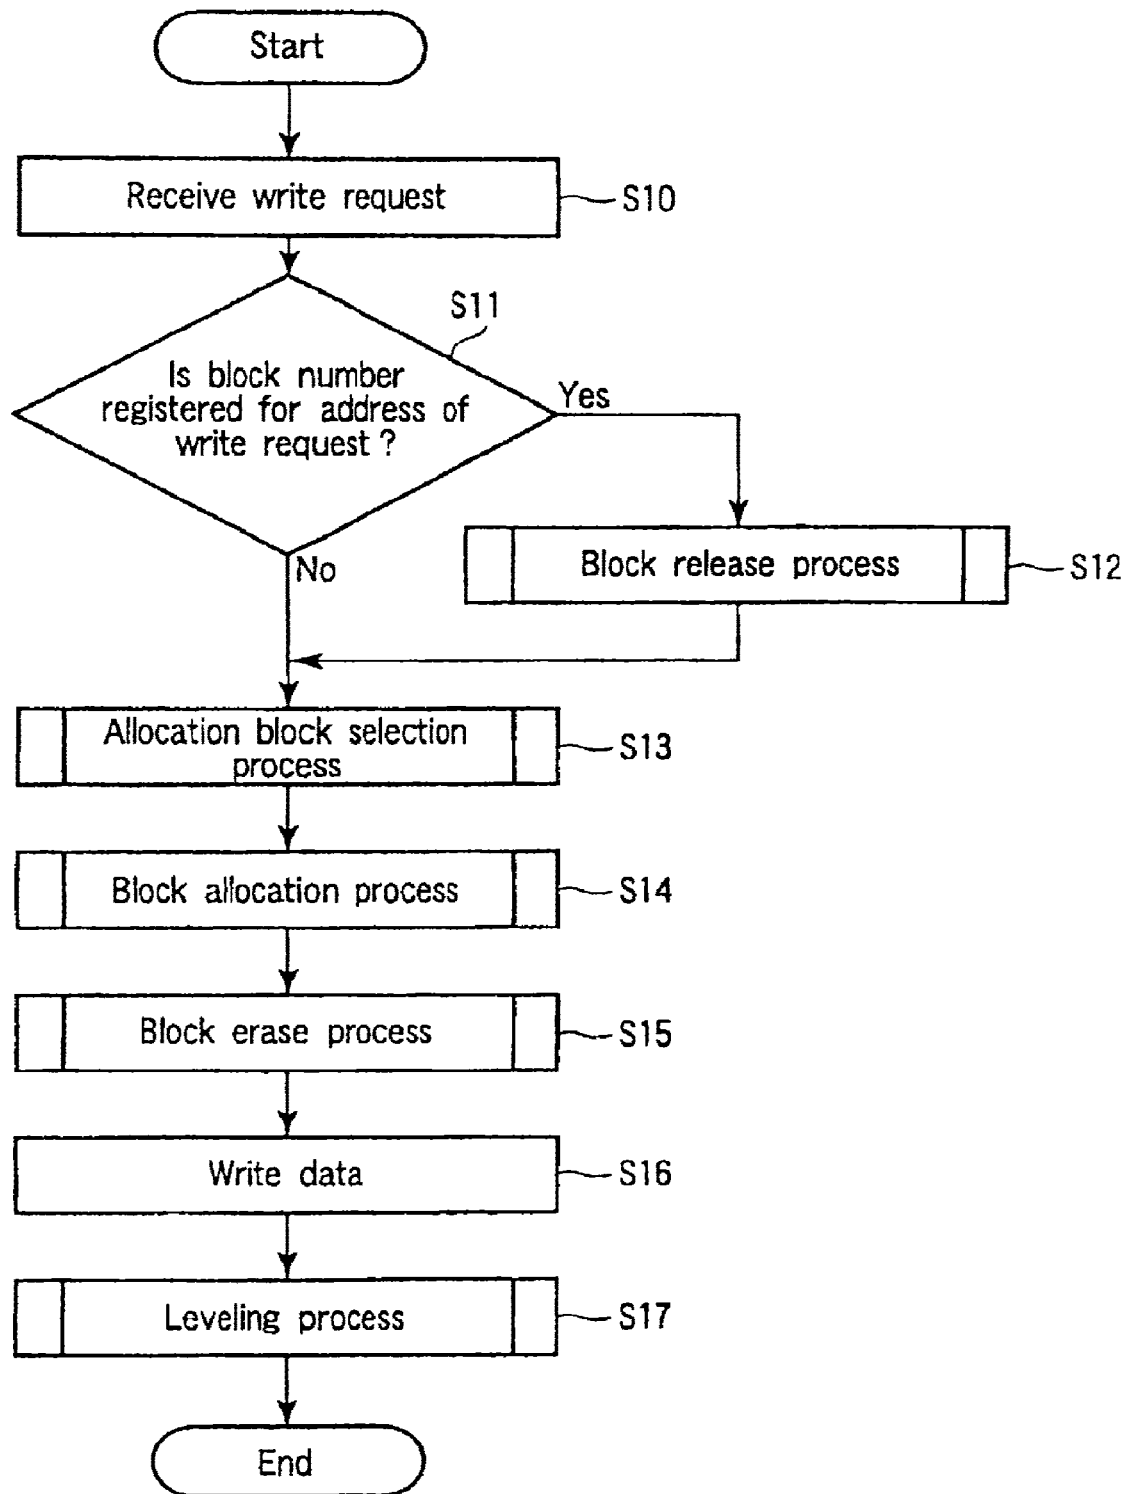 Start
Receive write request
S10
S11
Is block number
registered for address of
write request ?
Yes
No
Block release process
S12
Allocation block selection
process
S13
Block allocation process
S14
Block erase process
S15
Write data
S16
Leveling process
S17
End